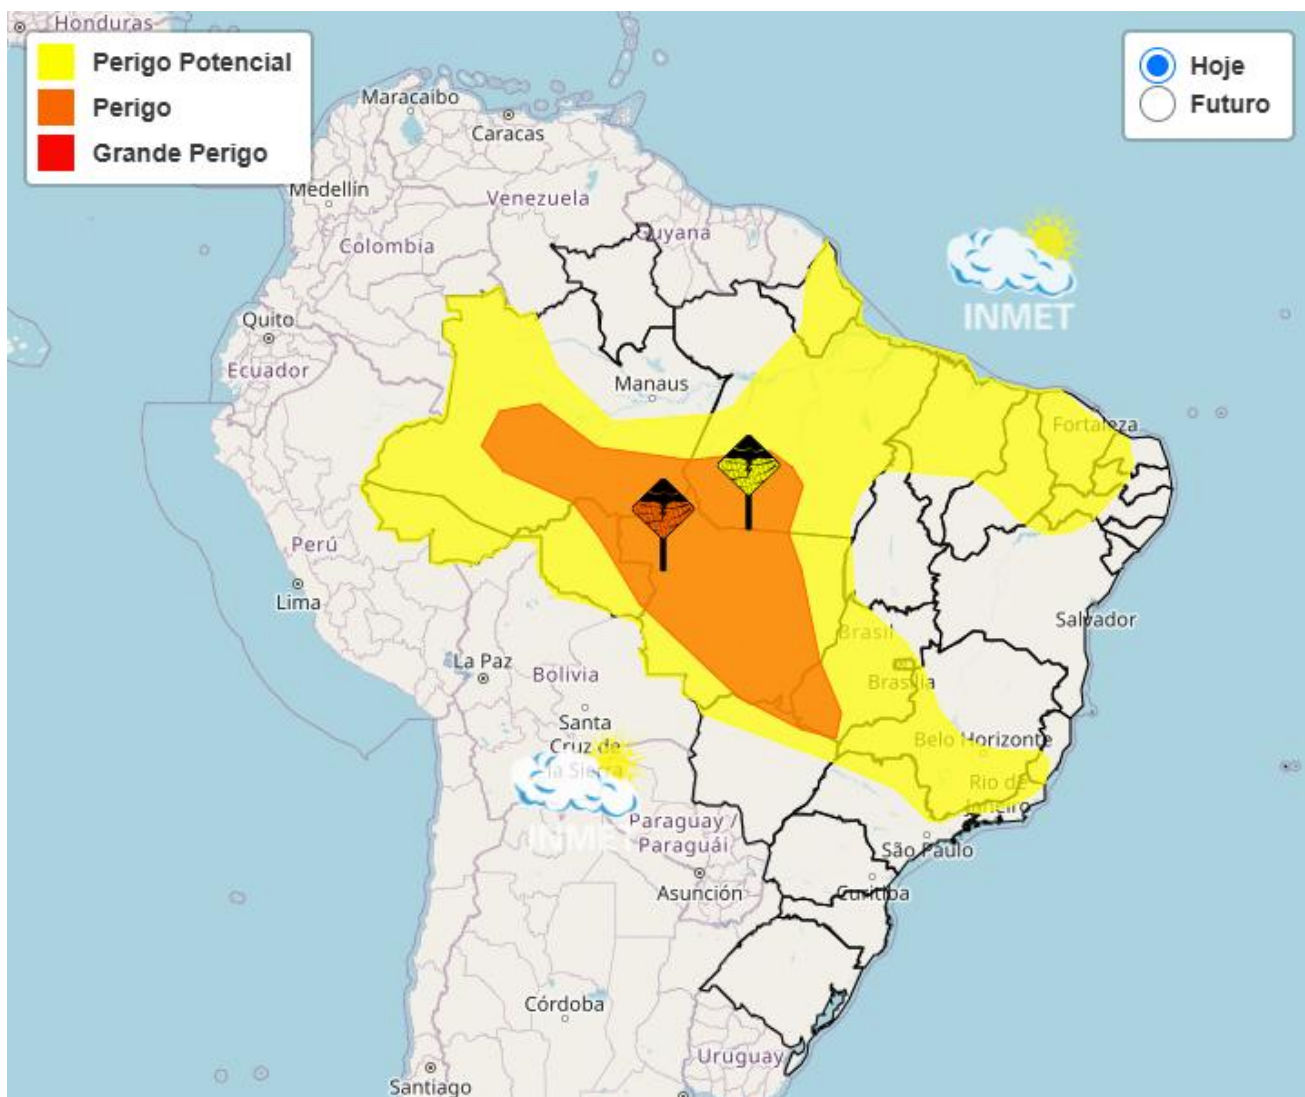 Honduras
Perigo Potencial
Perigo
Grande Perigo
Hoje
Futuro
Maracaibo
Caracas
Medellín
Venezuela
Guyana
Colombia
INMET
Quito
Ecuador
Manaus
Fortaleza
Perú
Lima
Salvador
Brasil
La Paz
Bolivia
Brasília
Santa
Cruz de
la Sierra
Belo Horizonte
Rio de
Janeiro
INMET
Paraguay /
Paraguái
São Paulo
Asunción
Curitiba
Córdoba
Uruguay
Santiago